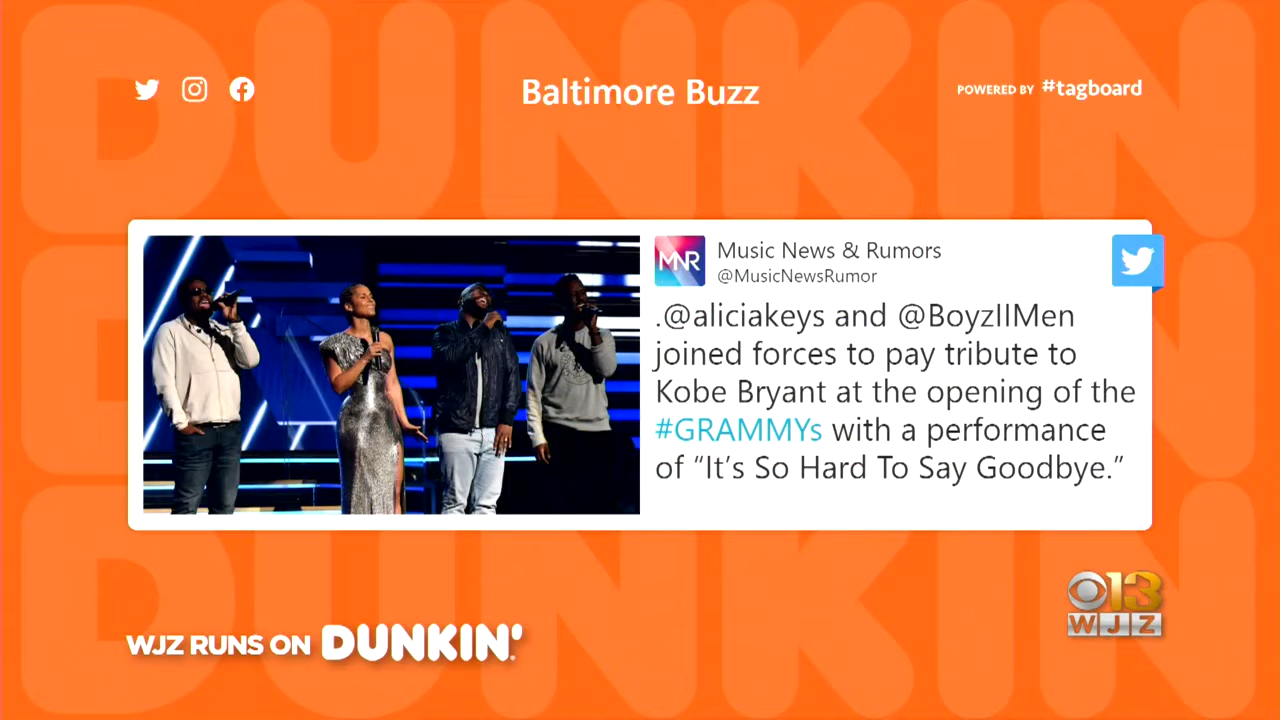 Baltimore Buzz
POWERED BY #tagboard
MNR
Music News & Rumors
@MusicNewsRumor
.@aliciakeys and @BoyzIIMen
joined forces to pay tribute to
Kobe Bryant at the opening of the
#GRAMMYs with a performance
of “It’s So Hard To Say Goodbye.”
13
WJZ
WJZ RUNS ON DUNKIN'
DUNKIN
DUNKIN